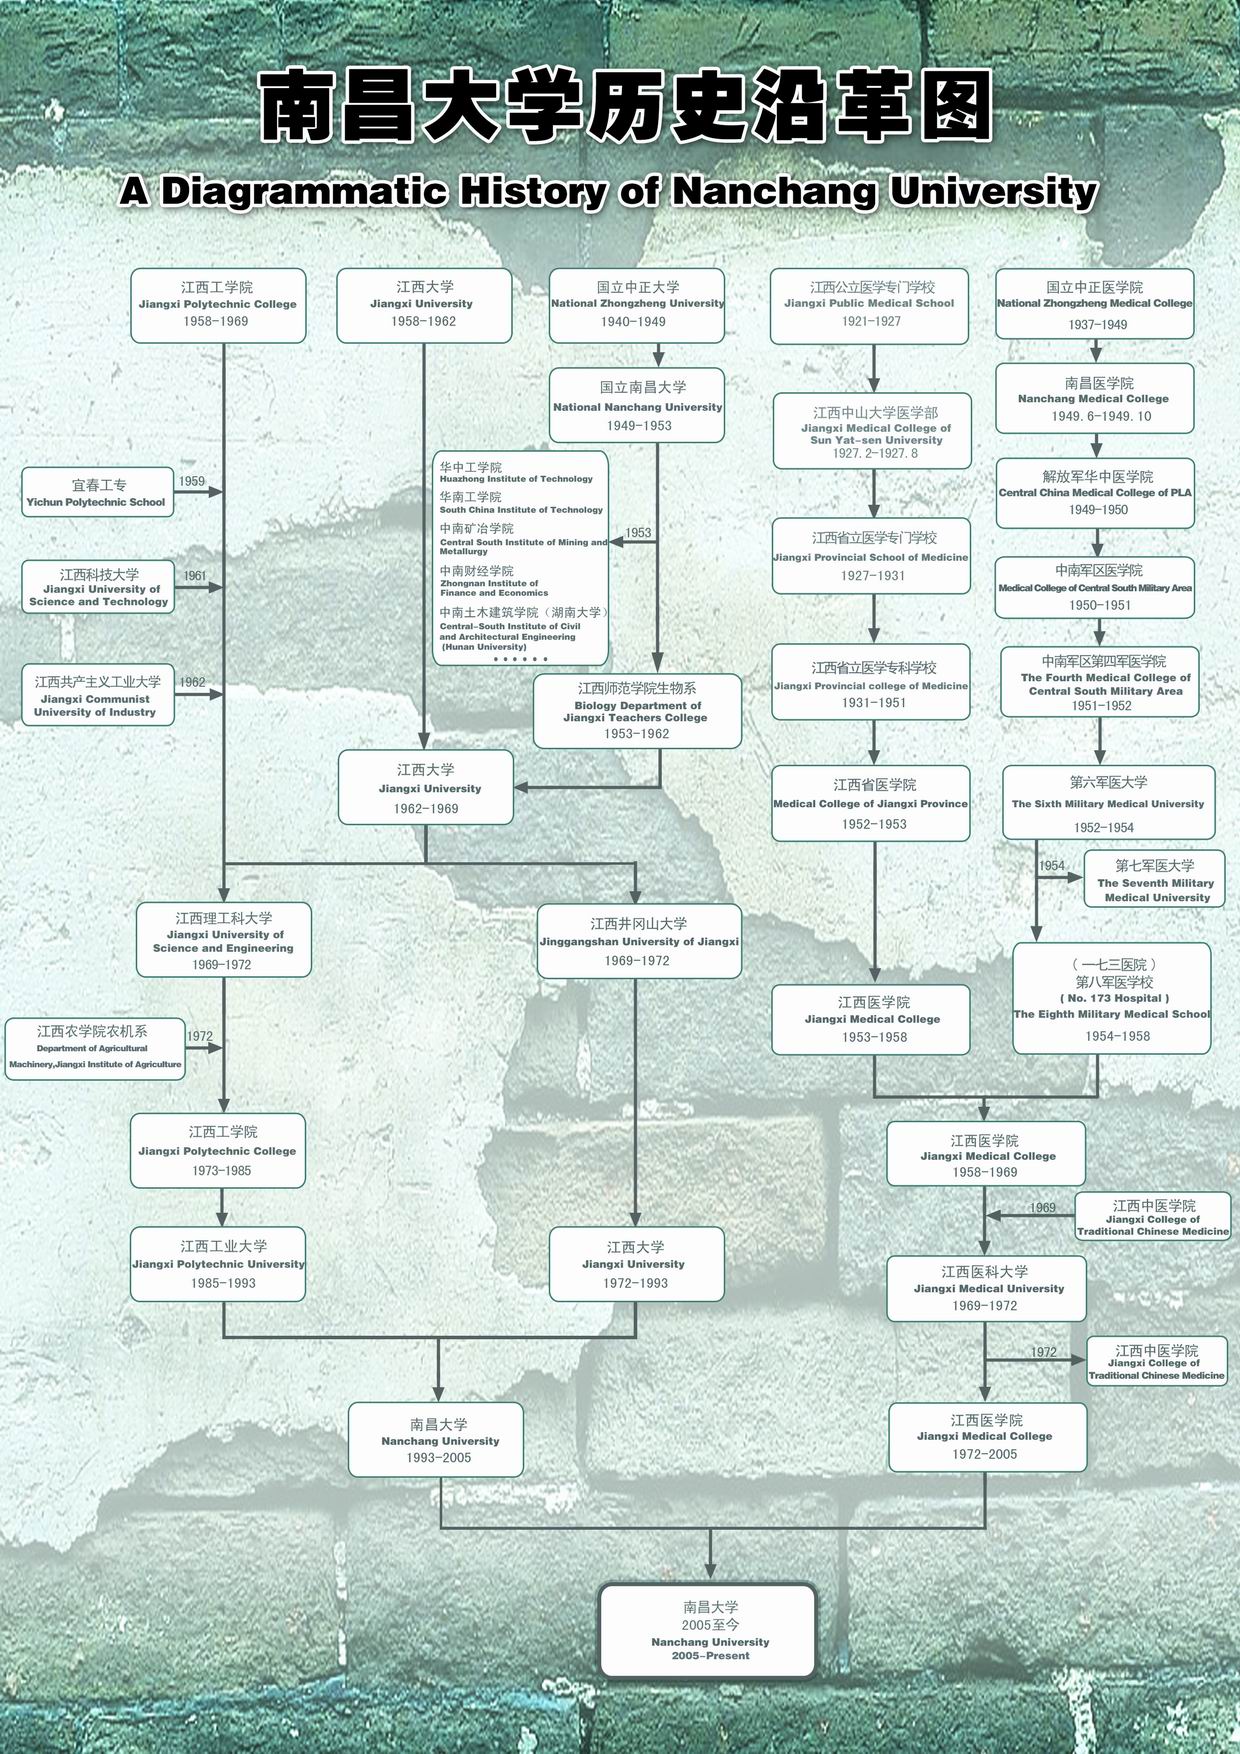 南昌大学历史沿革图
A Diagrammatic History of Nanchang University
江西工学院
Jiangxi Polytechnic College
1958-1969
江西大学
Jiangxi University
1958-1962
国立中正大学
National Zhongzheng University
1940-1949
江西公立医学专门学校
Jiangxi Public Medical School
1921-1927
国立中正医学院
National Zhongzheng Medical College
1937-1949
国立南昌大学
National Nanchang University
1949-1953
江西中山大学医学部
Jiangxi Medical College of
Sun Yat-sen University
1927.2-1927.8
南昌医学院
Nanchang Medical College
1949.6-1949.10
宜春工专
Yichun Polytechnic School
1959
华中工学院
Huazhong Institute of Technology
华南工学院
South China Institute of Technology
中南矿冶学院
Central South Institute of Mining and
Metallurgy
中南财经学院
Zhongnan Institute of
Finance and Economics
中南土木建筑学院（湖南大学）
Central-South Institute of Civil
and Architectural Engineering
(Hunan University)
······
1953
解放军华中医学院
Central China Medical College of PLA
1949-1950
江西省立医学专门学校
Jiangxi Provincial School of Medicine
1927-1931
江西科技大学
Jiangxi University of
Science and Technology
1961
中南军区医学院
Medical College of Central South Military Area
1950-1951
江西共产主义工业大学
Jiangxi Communist
University of Industry
1962
江西师范学院生物系
Biology Department of
Jiangxi Teachers College
1953-1962
江西省立医学专科学校
Jiangxi Provincial college of Medicine
1931-1951
中南军区第四军医学院
The Fourth Medical College of
Central South Military Area
1951-1952
江西大学
Jiangxi University
1962-1969
江西省医学院
Medical College of Jiangxi Province
1952-1953
第六军医大学
The Sixth Military Medical University
1952-1954
1954
第七军医大学
The Seventh Military
Medical University
江西理工科大学
Jiangxi University of
Science and Engineering
1969-1972
江西井冈山大学
Jinggangshan University of Jiangxi
1969-1972
江西医学院
Jiangxi Medical College
1953-1958
（一七三医院）
第八军医学校
( No. 173 Hospital )
The Eighth Military Medical School
1954-1958
江西农学院农机系
Department of Agricultural
Machinery,Jiangxi Institute of Agriculture
1972
江西工学院
Jiangxi Polytechnic College
1973-1985
江西医学院
Jiangxi Medical College
1958-1969
1969
江西中医学院
Jiangxi College of
Traditional Chinese Medicine
江西工业大学
Jiangxi Polytechnic University
1985-1993
江西大学
Jiangxi University
1972-1993
江西医科大学
Jiangxi Medical University
1969-1972
1972
江西中医学院
Jiangxi College of
Traditional Chinese Medicine
南昌大学
Nanchang University
1993-2005
江西医学院
Jiangxi Medical College
1972-2005
南昌大学
2005至今
Nanchang University
2005-Present